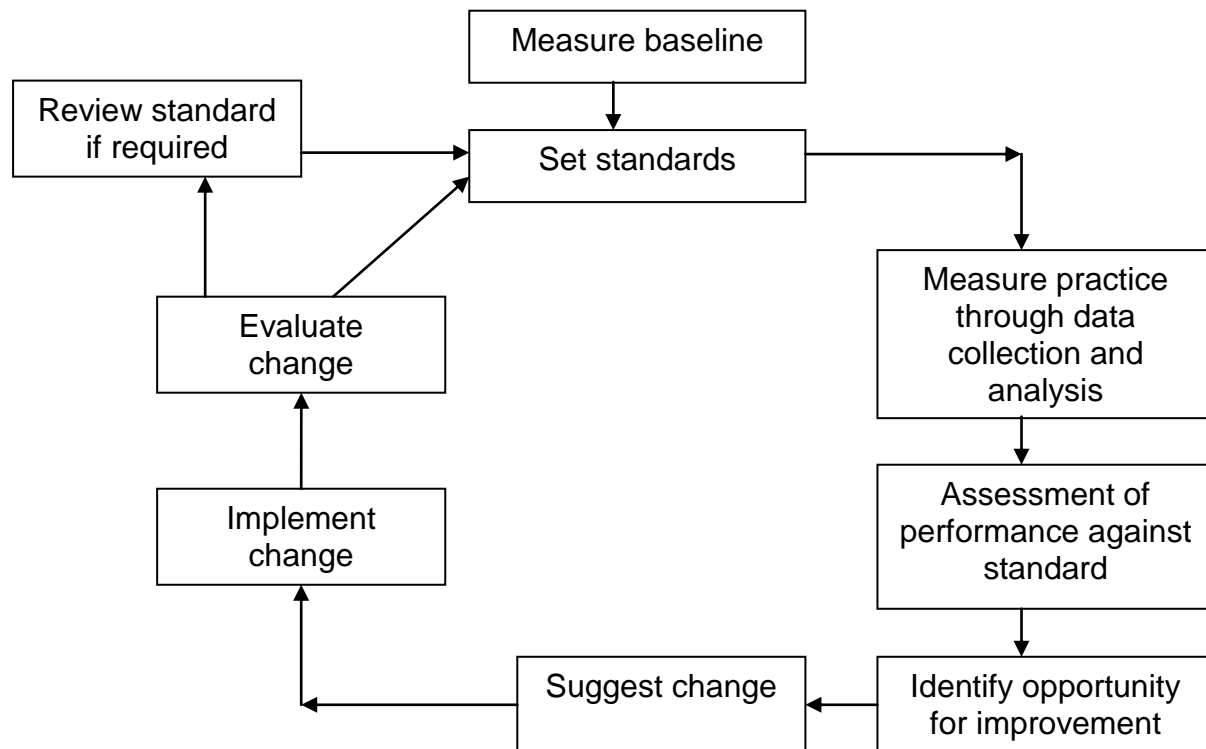 Measure baseline
Review standard
if required
Set standards
Measure practice
through data
collection and
analysis
Evaluate
change
Assessment of
performance against
standard
Implement
change
Suggest change
Identify opportunity
for improvement